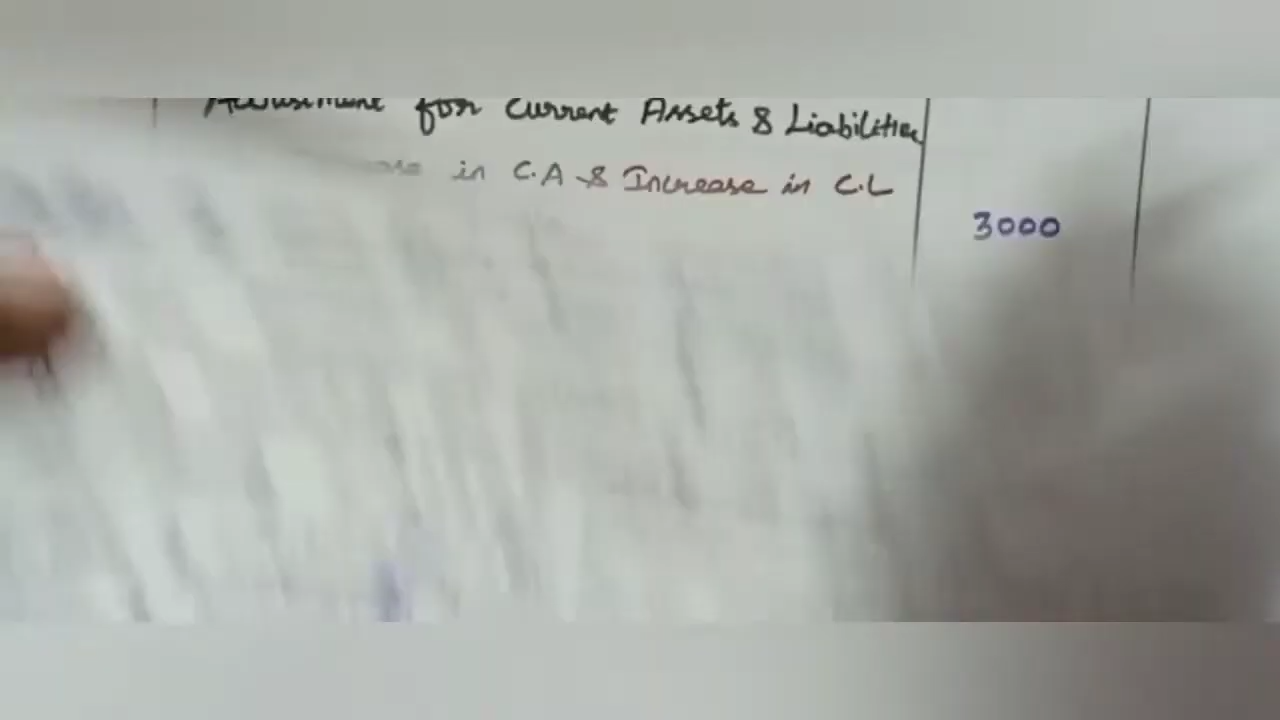 for Current Assets & Liabilities
in C.A & Increase in C.L
3000